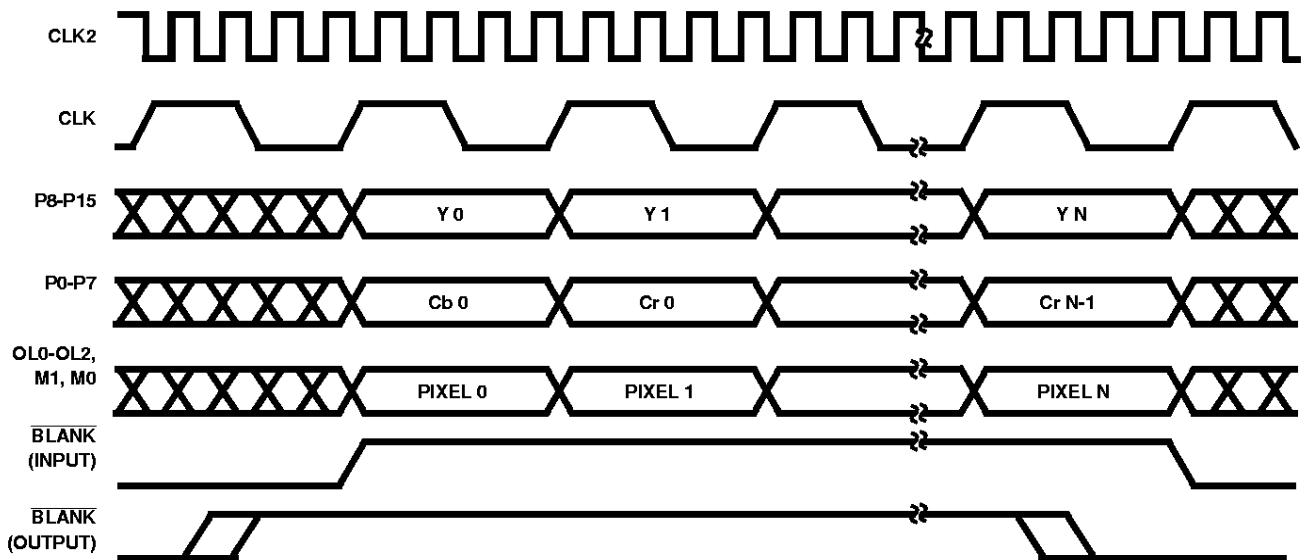 CLK2
CLK
P8-P15
Y 0 Y 1 Y N
P0-P7
Cb 0 Cr 0 Cr N-1
OL0-OL2,
M1, M0
PIXEL 0 PIXEL 1 PIXEL N
BLANK
(INPUT)
BLANK
(OUTPUT)